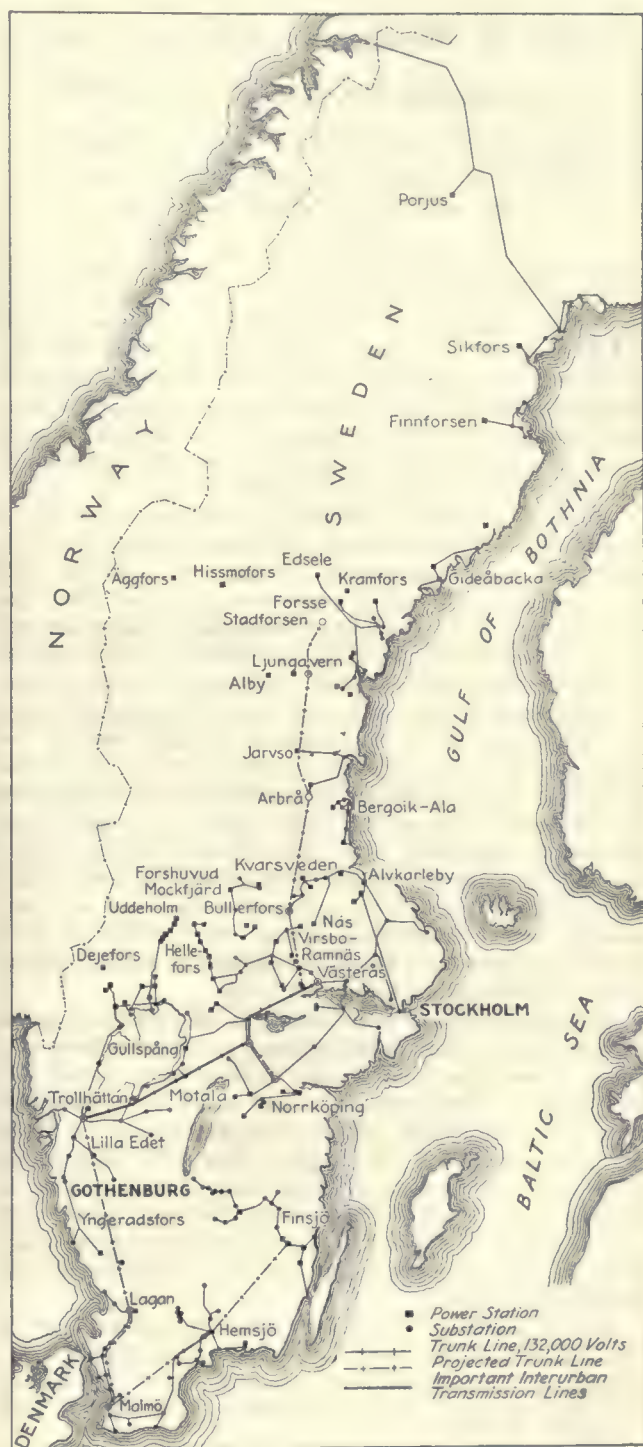 Porjus
Sikfors
Finnforsen
SWEDEN
NORWAY
GULF OF BOTHNIA
Edsele
Aggfors
Hissmofors
Kramfors
Gideåbacka
Forsse
Stadforsen
Ljungavern
Alby
Jarvso
Arbrå
Bergoik-Ala
Kvarsveden
Alvkarleby
Forshuvud
Mockfjärd
Bullerfors
Uddeholm
Nås
Helle-
fors
Virsbo-
Ramnäs
Dejefors
Västerås
STOCKHOLM
BALTIC SEA
Gullspång
Trollhättan
Motala
Norrköping
Lilla Edet
GOTHENBURG
Yngeradsfors
Finsjö
Lagan
Hemsjö
Malmö
DENMARK
Power Station
Substation
Trunk Line, 132,000 Volts
Projected Trunk Line
Important Interurban
Transmission Lines